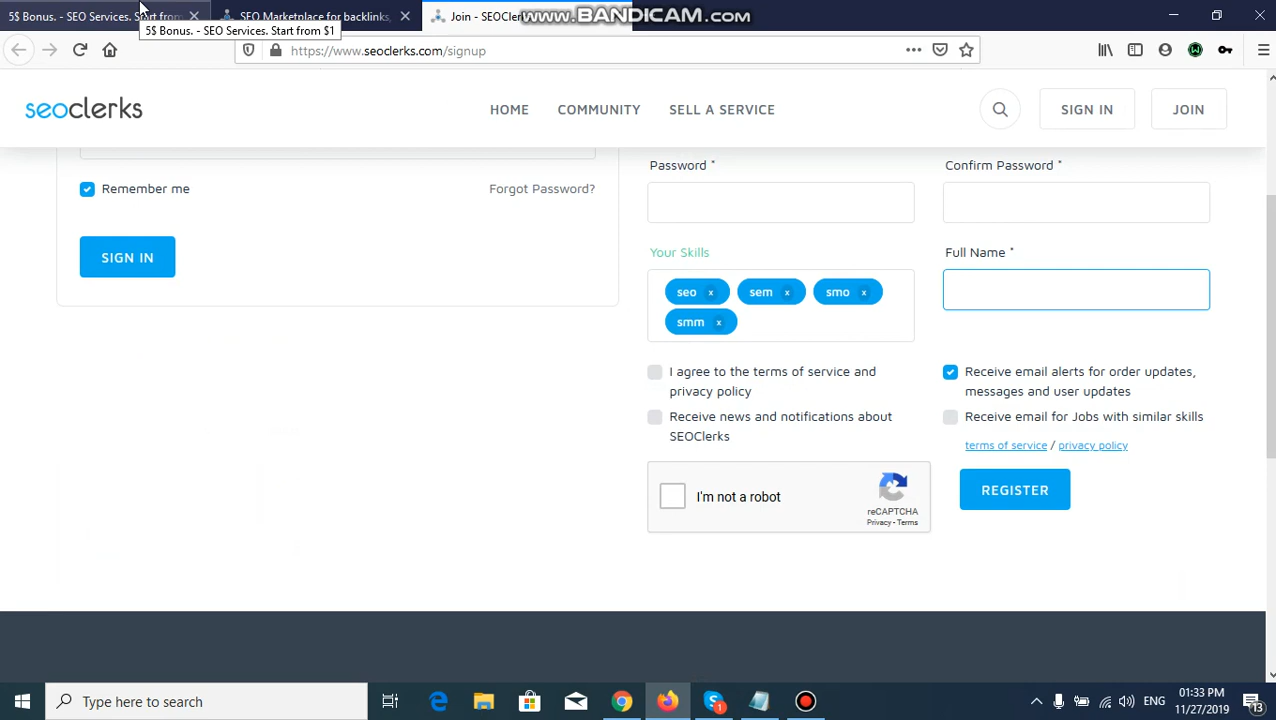 5$ Bonus. - SEO Services. Start from
SEO Marketplace for backlinks,
Join - SEOCler
www.BANDICAM.com
5$ Bonus. - SEO Services. Start from $1
https://www.seoclerks.com/signup
seoclerks
HOME
COMMUNITY
SELL A SERVICE
SIGN IN
JOIN
Password *
Confirm Password *
Remember me
Forgot Password?
SIGN IN
Your Skills
Full Name *
seo x
sem x
smo x
smm x
I agree to the terms of service and
privacy policy
Receive email alerts for order updates,
messages and user updates
Receive news and notifications about
SEOClerks
Receive email for Jobs with similar skills
terms of service / privacy policy
I'm not a robot
reCAPTCHA
Privacy - Terms
REGISTER
Type here to search
1
ENG
01:33 PM
11/27/2019
13